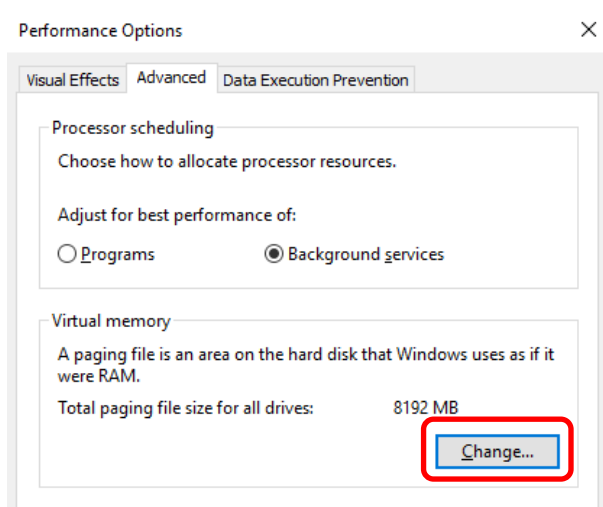 Performance Options
Visual Effects Advanced Data Execution Prevention
Processor scheduling
Choose how to allocate processor resources.
Adjust for best performance of:
Programs Background services
Virtual memory
A paging file is an area on the hard disk that Windows uses as if it
were RAM.
Total paging file size for all drives: 8192 MB
Change...